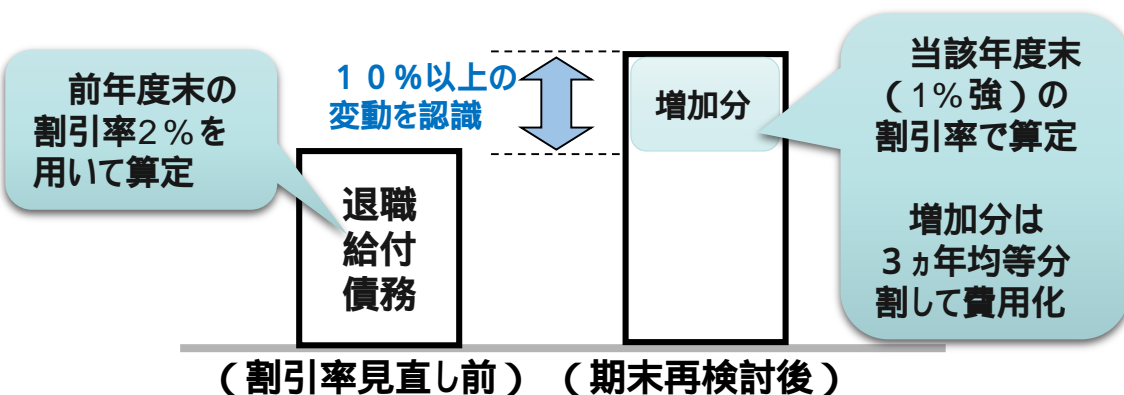 前年度末の
割引率2%を
用いて算定
10%以上の
変動を認識
増加分
当該年度末
(1%強)の
割引率で算定
増加分は
3ヵ年均等分
割して費用化
退職
給付
債務
(割引率見直し前)
(期末再検討後)